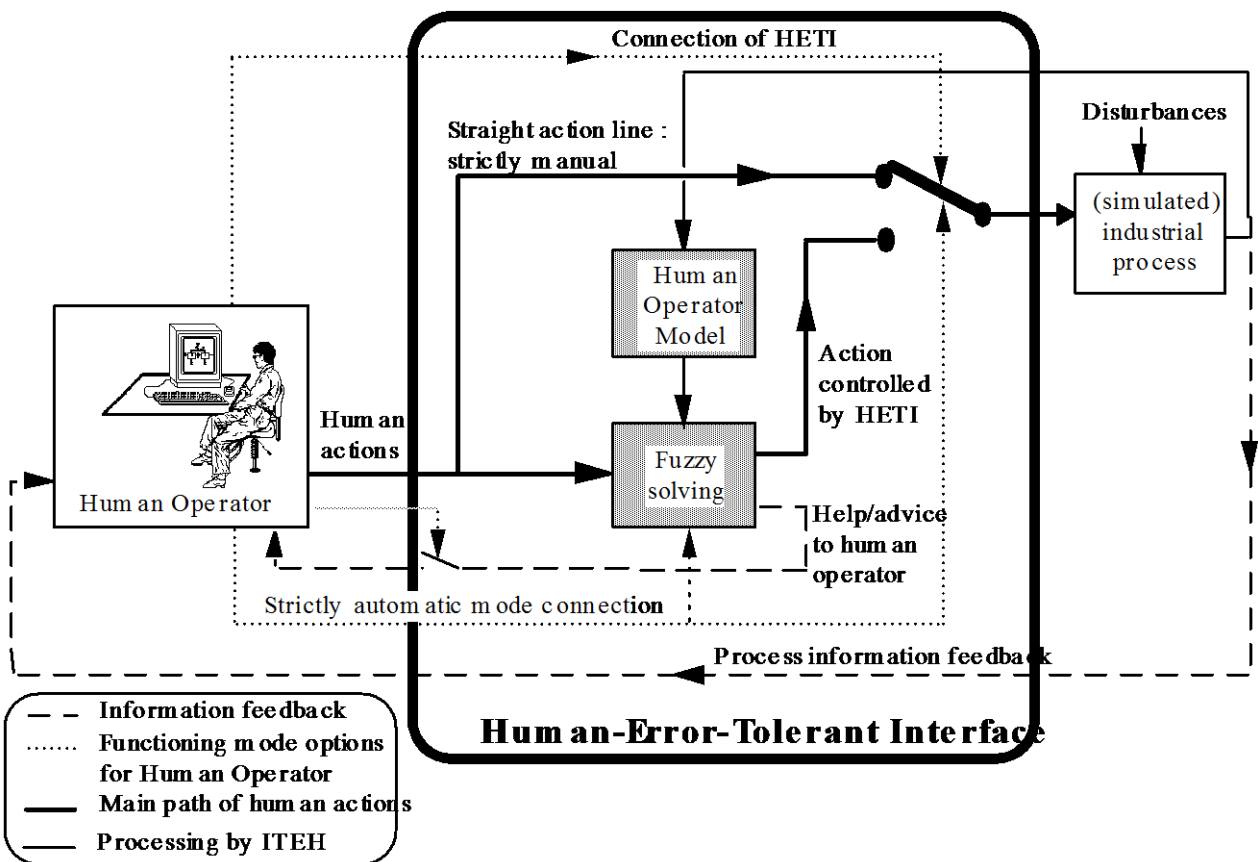 Connection of HETI
Straight action line :
strictly manual
Disturbances
(simulated)
industrial
process
Human
Operator
Model
Action
controlled
by HETI
Human
actions
Fuzzy
solving
Human Operator
Help/advice
to human
operator
Strictly automatic mode connection
Process information feedback
Human-Error-Tolerant Interface
Information feedback
Functioning mode options
for Human Operator
Main path of human actions
Processing by ITEH